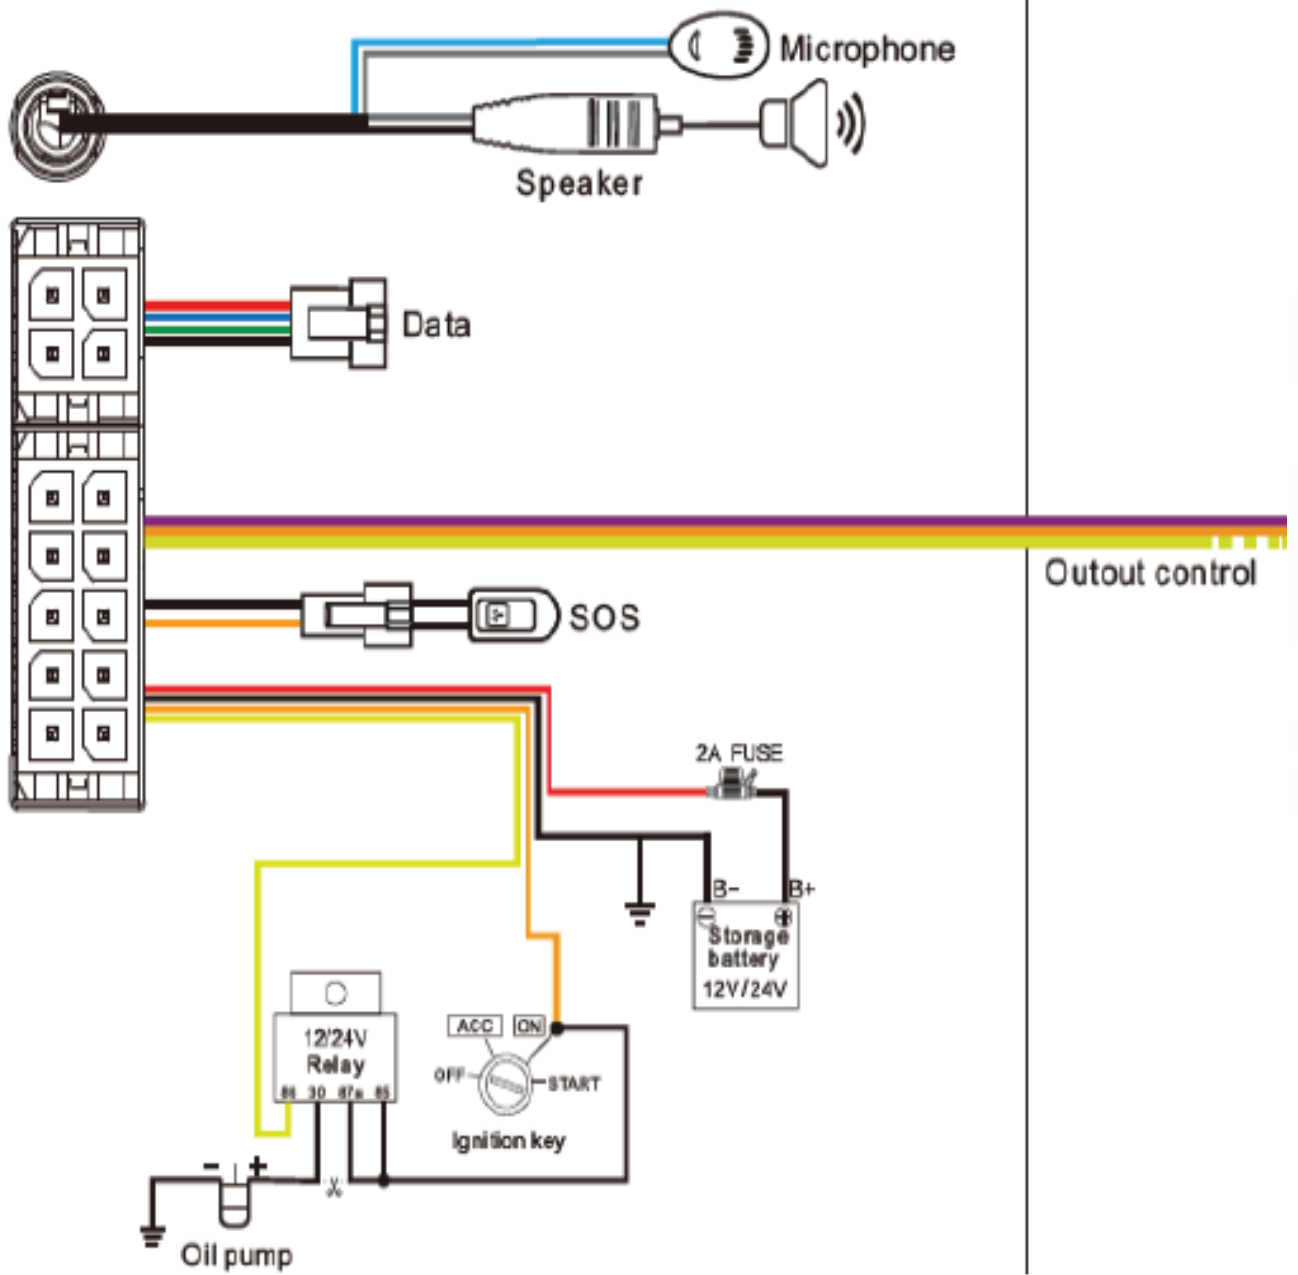 Microphone
Speaker
Data
Outout control
SOS
2A FUSE
B-
B+
Storage
battery
12V/24V
12/24V
Relay
86 30 87a 85
ACC
ON
OFF
START
Ignition key
- +
Oil pump